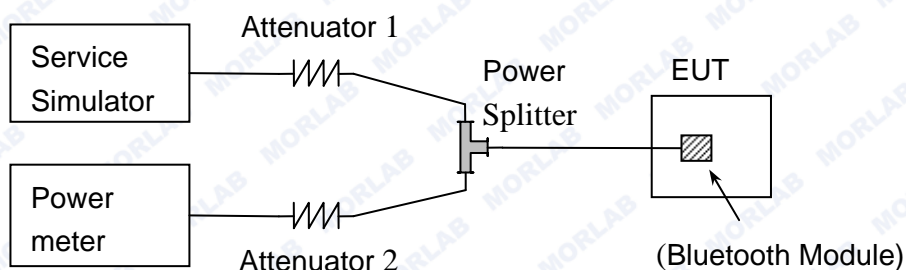 Attenuator 1
Service
Simulator
Power
Splitter
EUT
Power
meter
Attenuator 2
(Bluetooth Module)
MORLAB